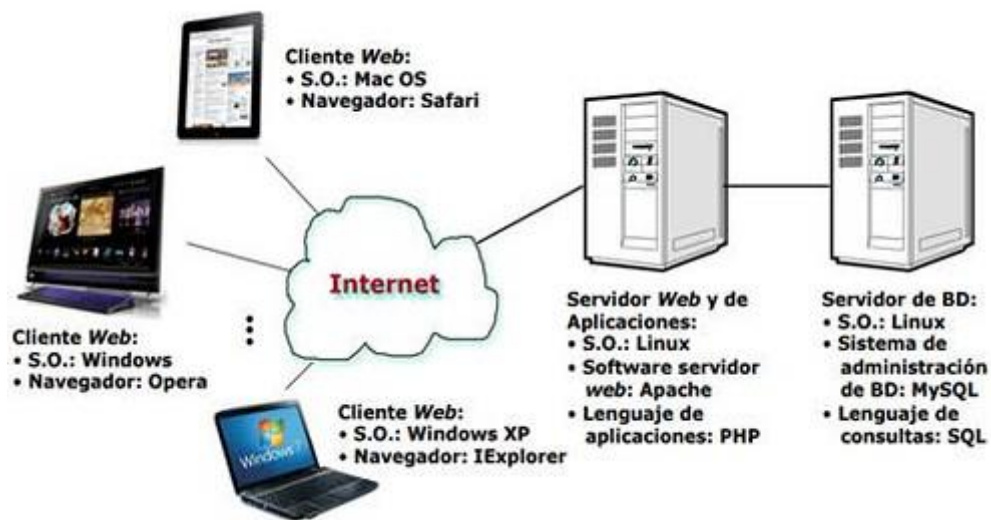 Cliente Web:
• S.O.: Mac OS
• Navegador: Safari
Cliente Web:
• S.O.: Windows
• Navegador: Opera
Internet
Cliente Web:
• S.O.: Windows XP
• Navegador: IExplorer
Windows 7
Servidor Web y de
Aplicaciones:
• S.O.: Linux
• Software servidor
web: Apache
• Lenguaje de
aplicaciones: PHP
Servidor de BD:
• S.O.: Linux
• Sistema de
administración
de BD: MySQL
• Lenguaje de
consultas: SQL